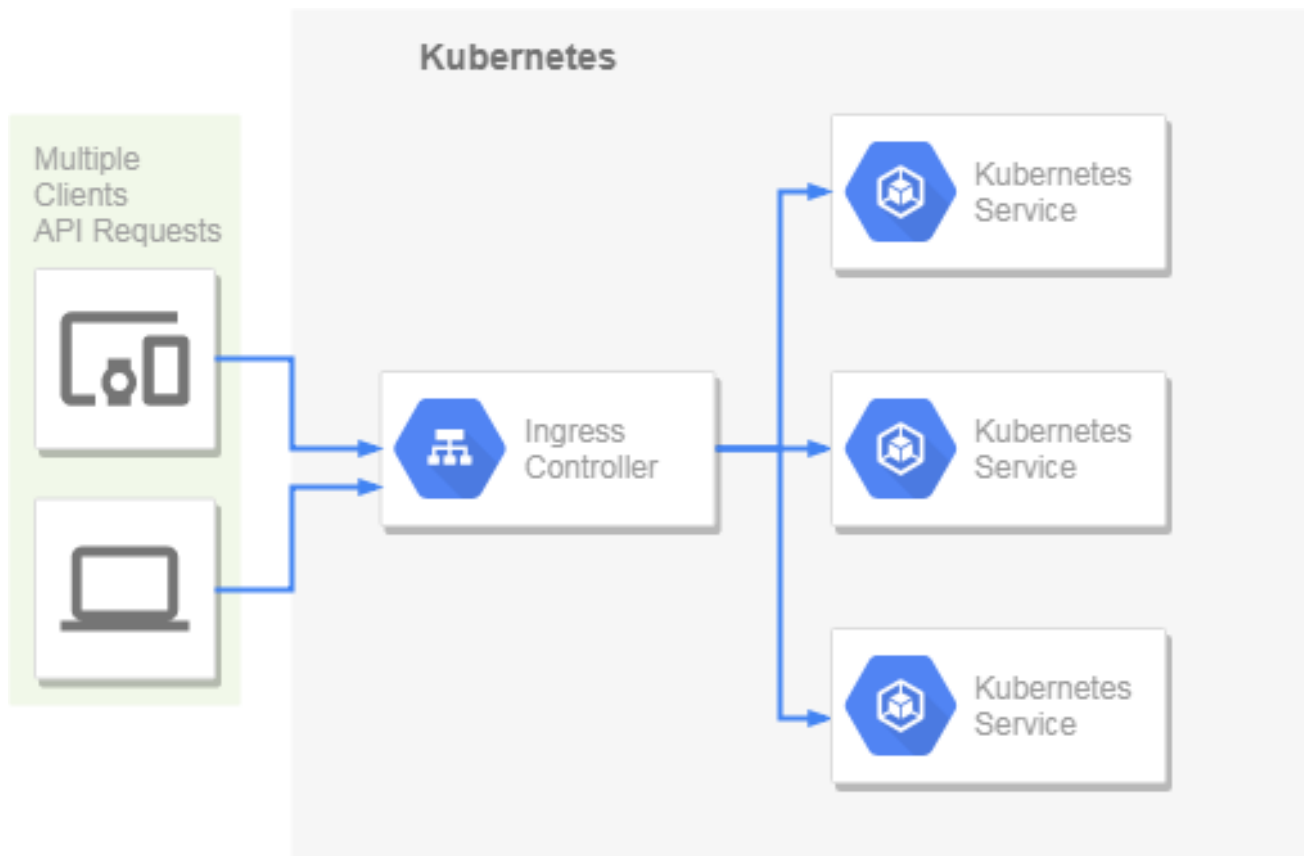 Kubernetes
Multiple
Clients
API Requests
Ingress
Controller
Kubernetes
Service
Kubernetes
Service
Kubernetes
Service